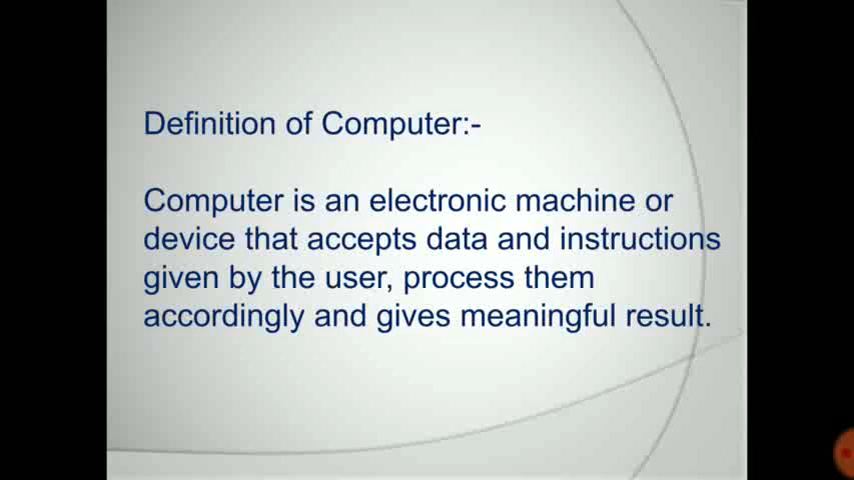 Definition of Computer:-
Computer is an electronic machine or
device that accepts data and instructions
given by the user, process them
accordingly and gives meaningful result.